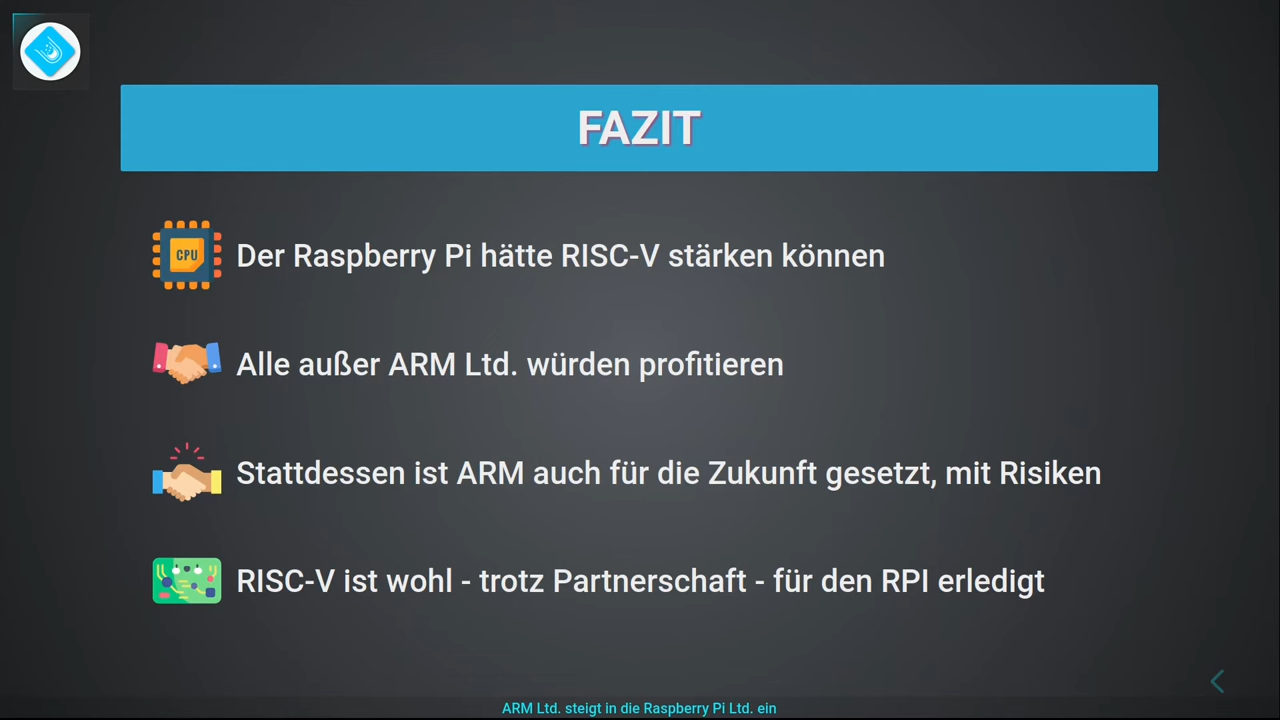 FAZIT
CPU
Der Raspberry Pi hätte RISC-V stärken können
Alle außer ARM Ltd. würden profitieren
Stattdessen ist ARM auch für die Zukunft gesetzt, mit Risiken
RISC-V ist wohl - trotz Partnerschaft - für den RPI erledigt
ARM Ltd. steigt in die Raspberry Pi Ltd. ein